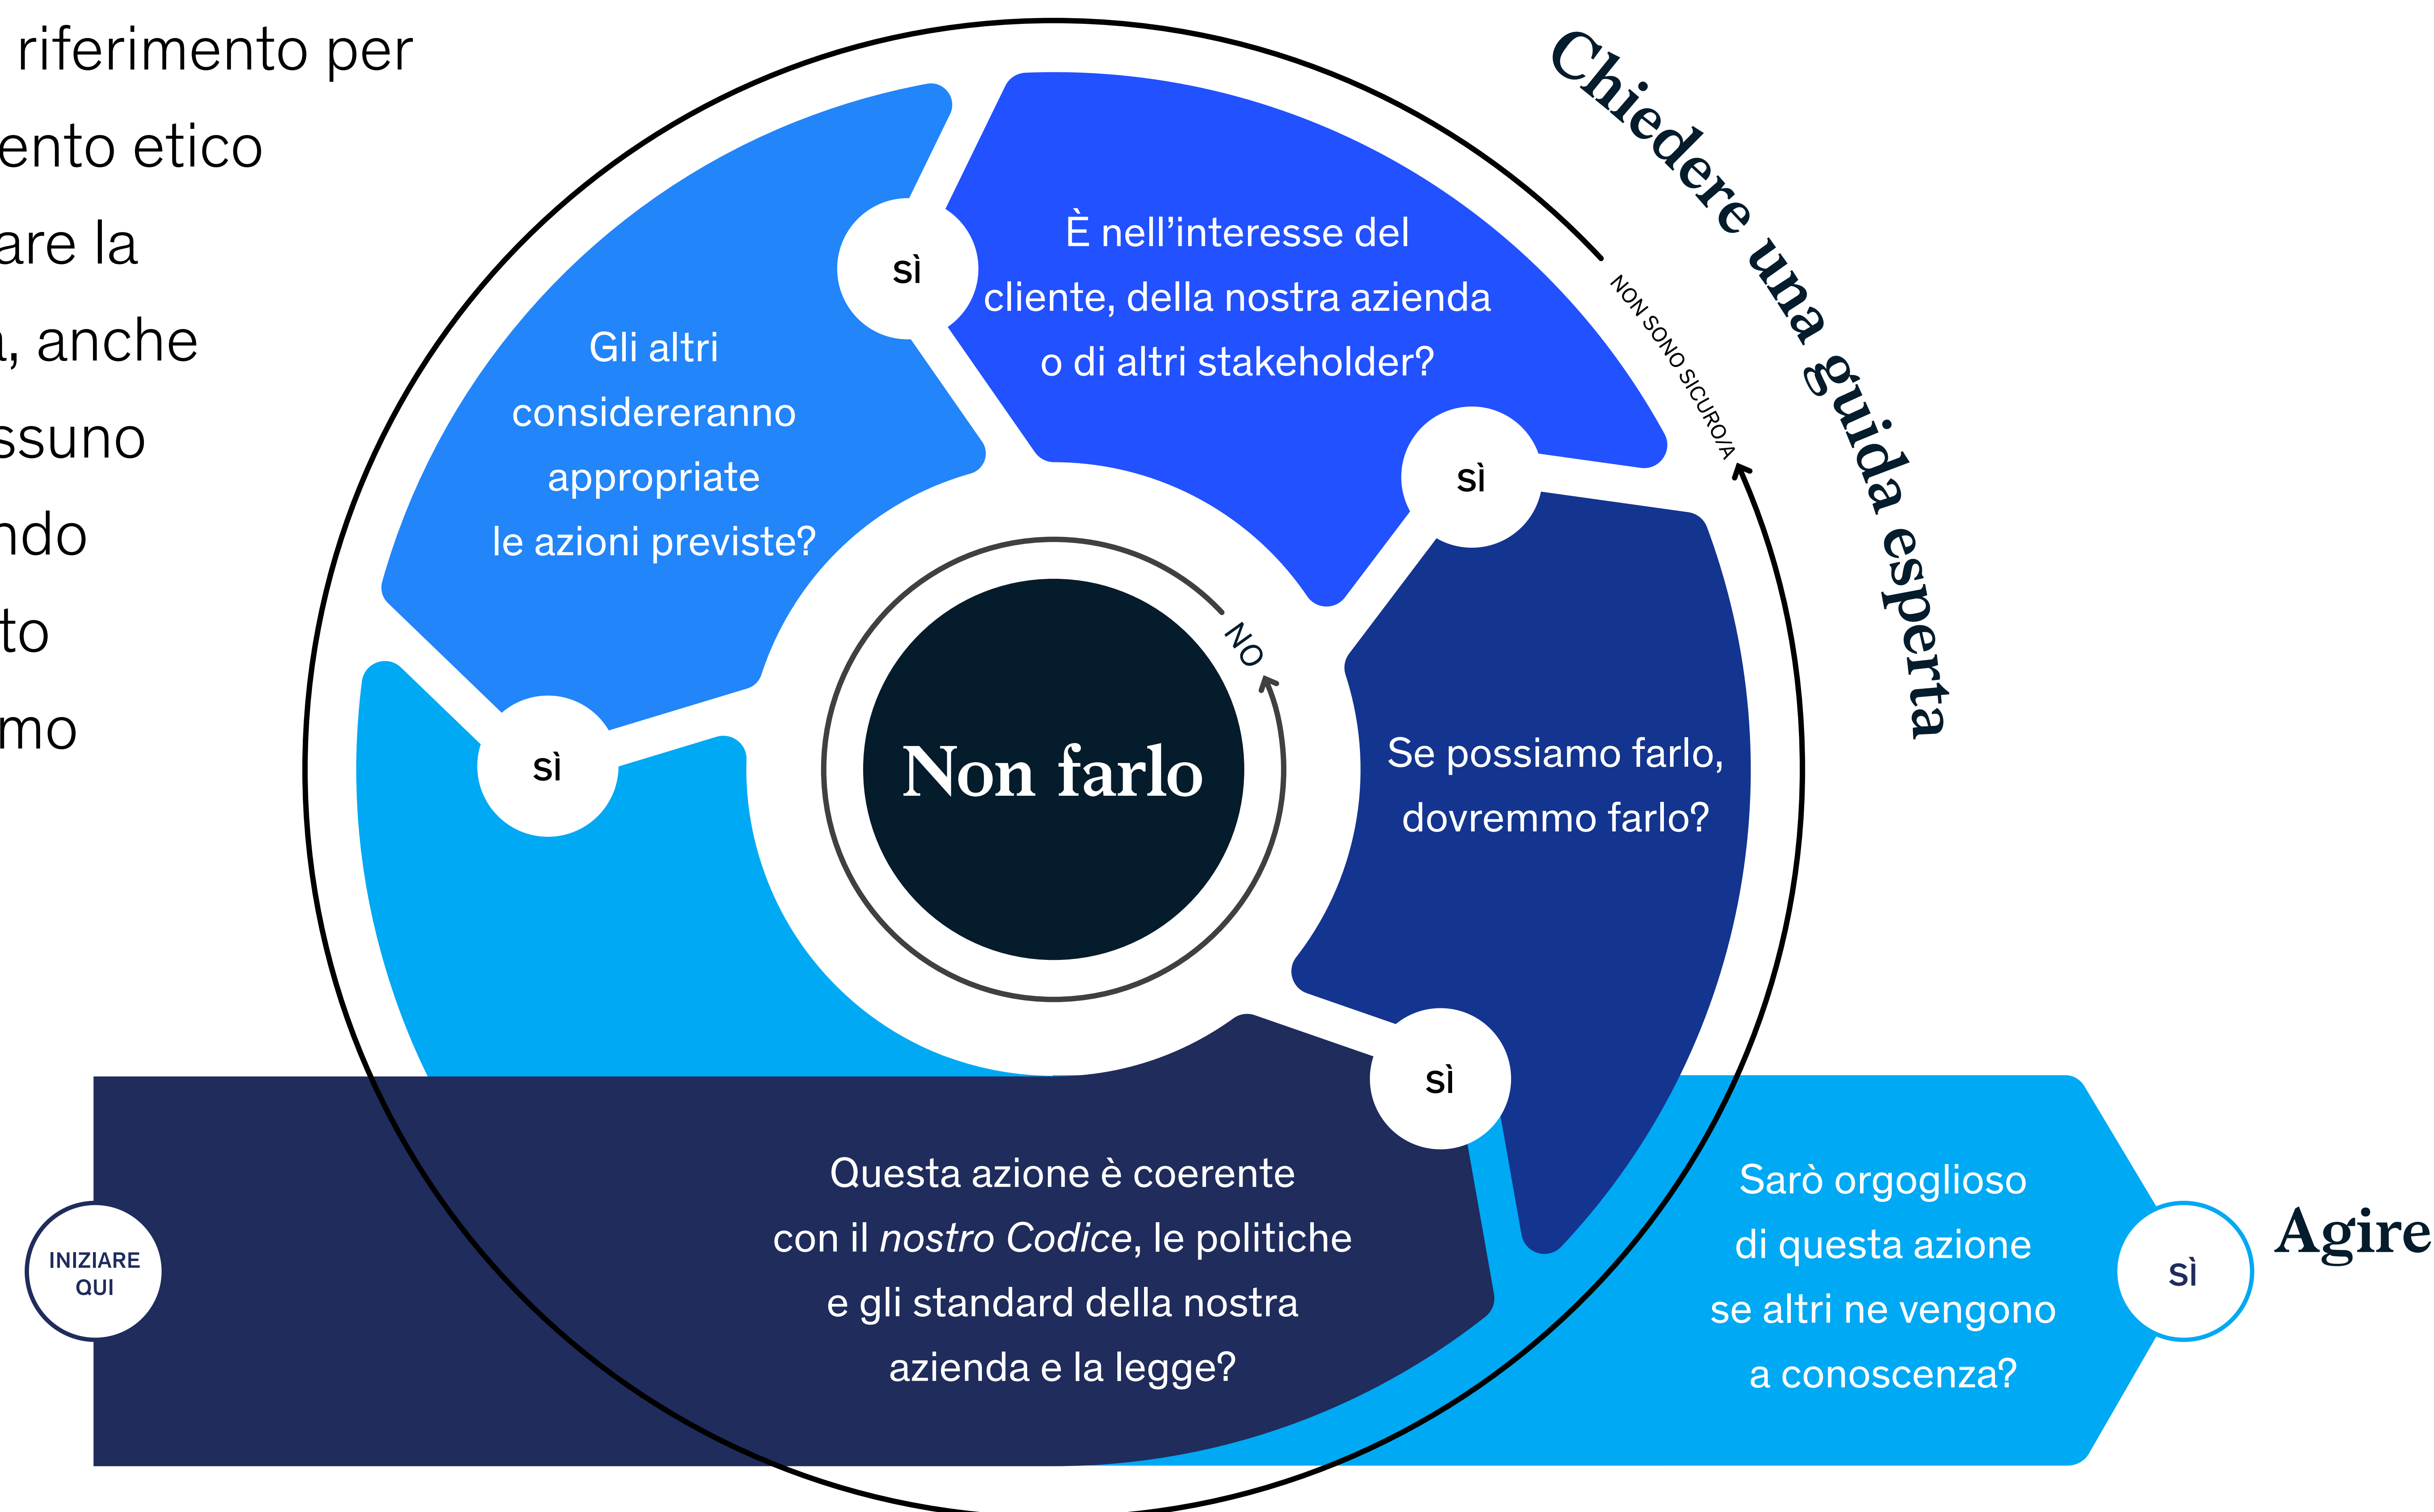 riferimento per
ento etico
are la
, anche
ssuno
ndo
to
mo
Chiedere una guida esperta
NON SONO SICURO/A
È nell’interesse del
cliente, della nostra azienda
o di altri stakeholder?
sì
Gli altri
considereranno
appropriate
le azioni previste?
sì
NO
Non farlo
sì
Se possiamo farlo,
dovremmo farlo?
sì
INIZIARE
QUI
Questa azione è coerente
con il nostro Codice, le politiche
e gli standard della nostra
azienda e la legge?
Sarò orgoglioso
di questa azione
se altri ne vengono
a conoscenza?
sì
Agire